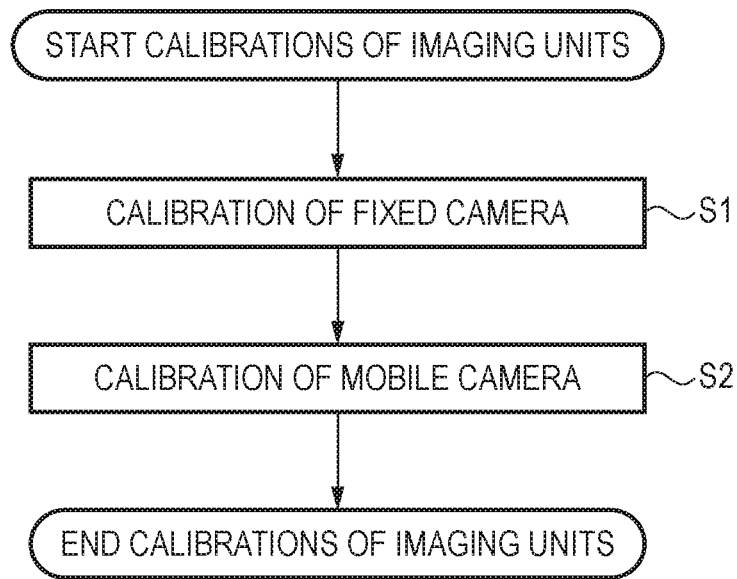 START CALIBRATIONS OF IMAGING UNITS
CALIBRATION OF FIXED CAMERA
S1
CALIBRATION OF MOBILE CAMERA
S2
END CALIBRATIONS OF IMAGING UNITS